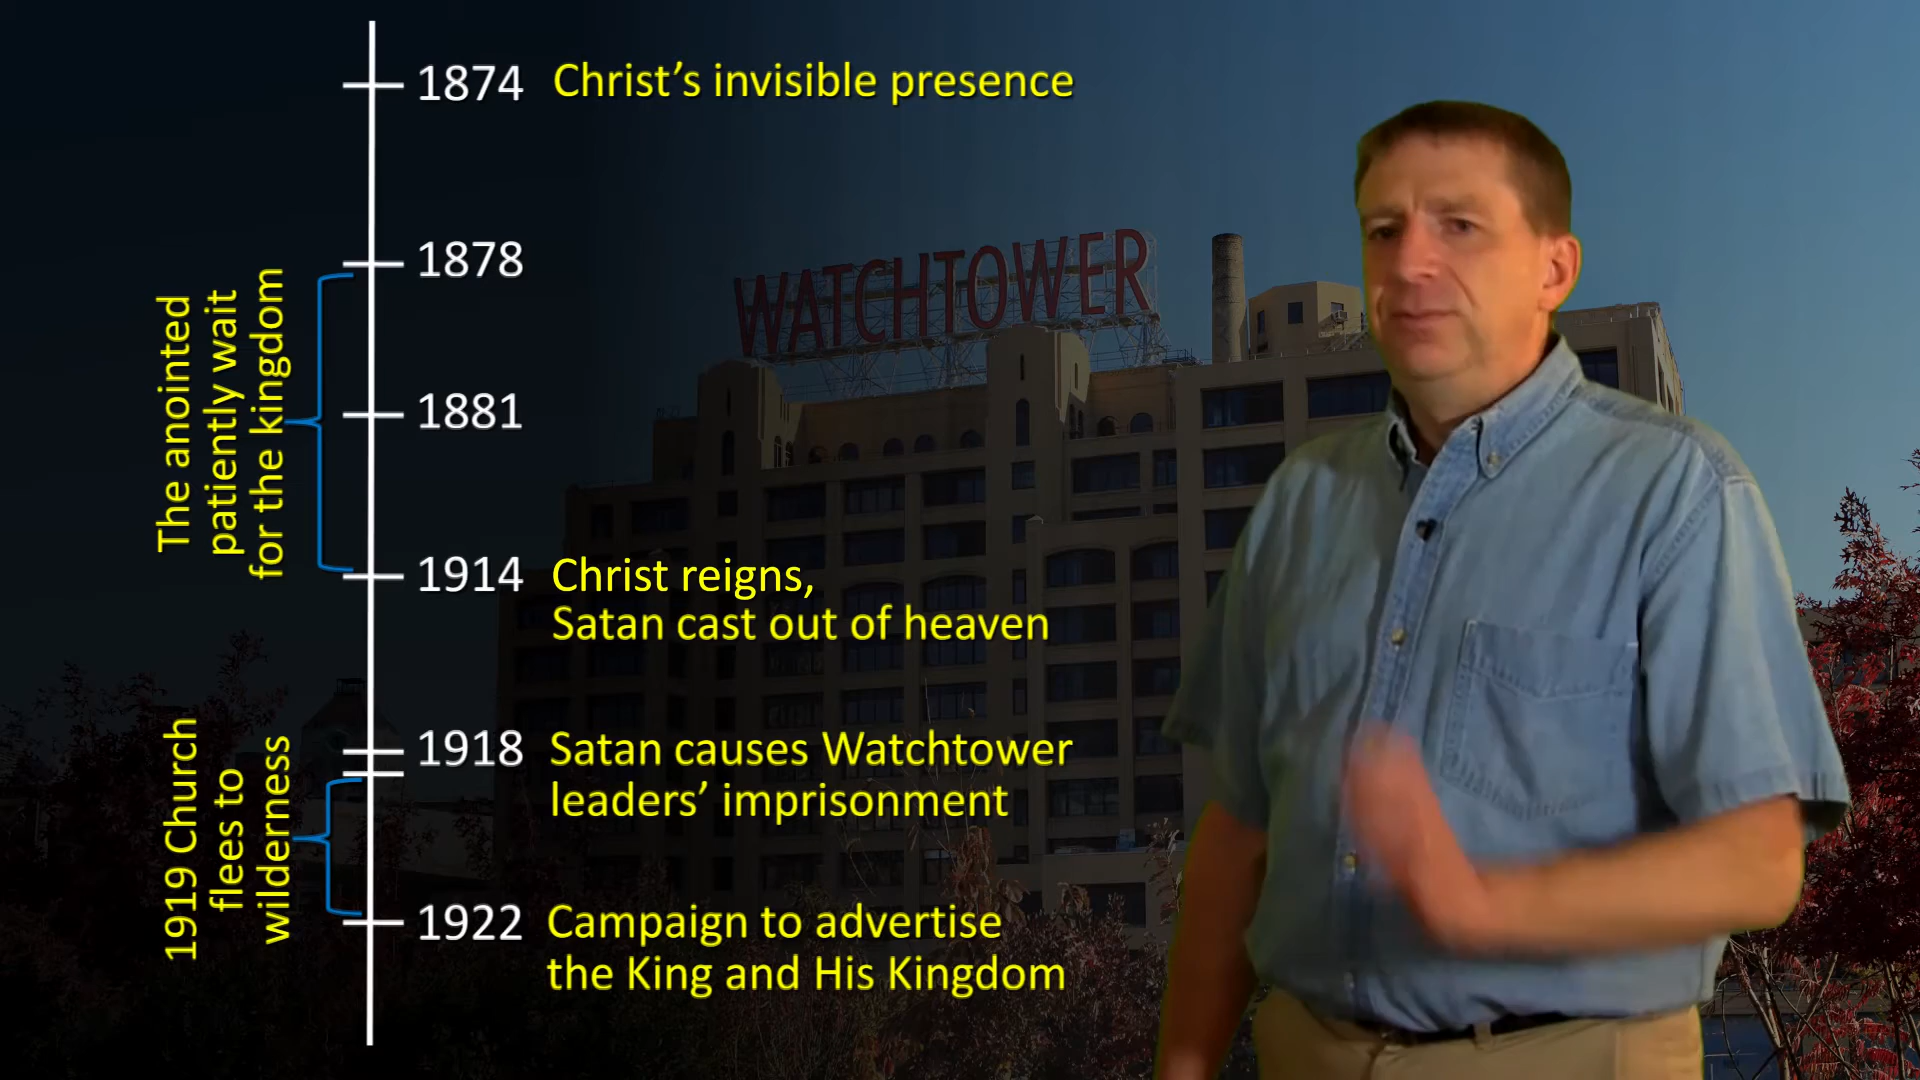 1874 Christ's invisible presence
1878
The anointed
patiently wait
for the kingdom
WATCHTOWER
1881
1914 Christ reigns,
Satan cast out of heaven
1918 Satan causes Watchtower
leaders' imprisonment
1919 Church
flees to
wilderness
1922 Campaign to advertise
the King and His Kingdom